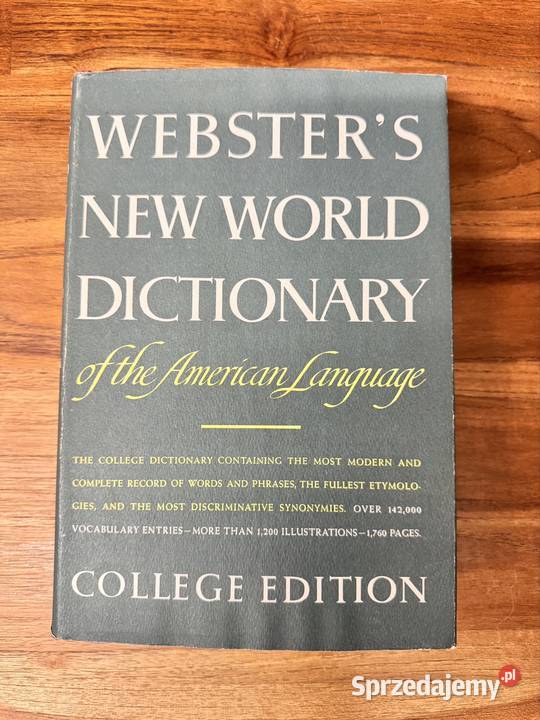 WEBSTER'S
NEW WORLD
DICTIONARY
of the American Language
THE COLLEGE DICTIONARY CONTAINING THE MOST MODERN AND
COMPLETE RECORD OF WORDS AND PHRASES, THE FULLEST ETYMOLO-
GIES, AND THE MOST DISCRIMINATIVE SYNONYMIES. OVER 142,000
VOCABULARY ENTRIES—MORE THAN 1,200 ILLUSTRATIONS—1,760 PAGES.
COLLEGE EDITION
Sprzedajemy.pl